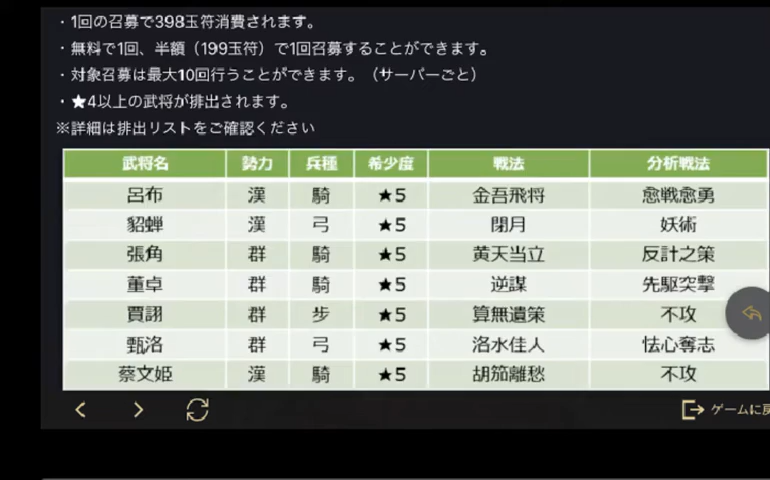 ・1回の召募で398玉符消費されます。
・無料で1回、半額（199玉符）で1回召募することができます。
・対象召募は最大10回行うことができます。（サーバーごと）
・★4以上の武将が排出されます。
※詳細は排出リストをご確認ください
武将名 勢力 兵種 希少度 戦法 分析戦法
呂布 漢 騎 ★5 金吾飛将 愈戦愈勇
貂蝉 漢 弓 ★5 閉月 妖術
張角 群 騎 ★5 黄天当立 反計之策
董卓 群 騎 ★5 逆謀 先駆突撃
賈詡 群 歩 ★5 算無遺策 不攻
甄洛 群 弓 ★5 洛水佳人 怯心奪志
蔡文姫 漢 騎 ★5 胡笳離愁 不攻
ゲームに戻